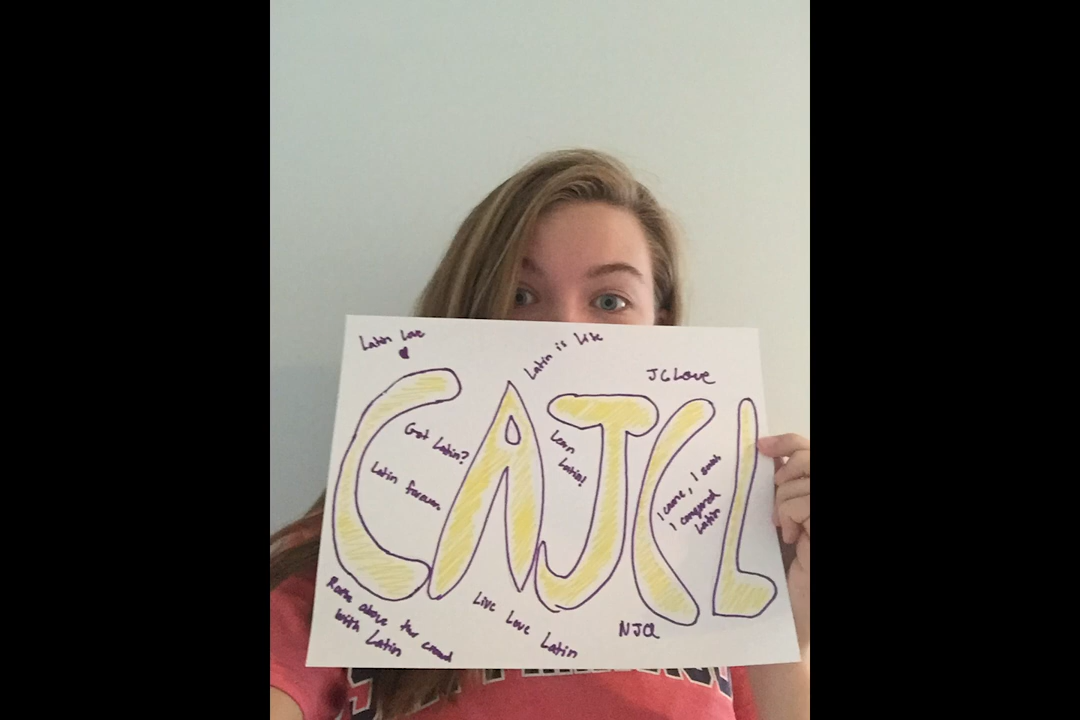 Latin Love
Latin is life
JCLove
CAJCL
Got Latin?
Latin forever.
Learn
Latin!
I came, I saw
I conquered
Latin
Rome above the crowd
with Latin
Live Love Latin
NJCL